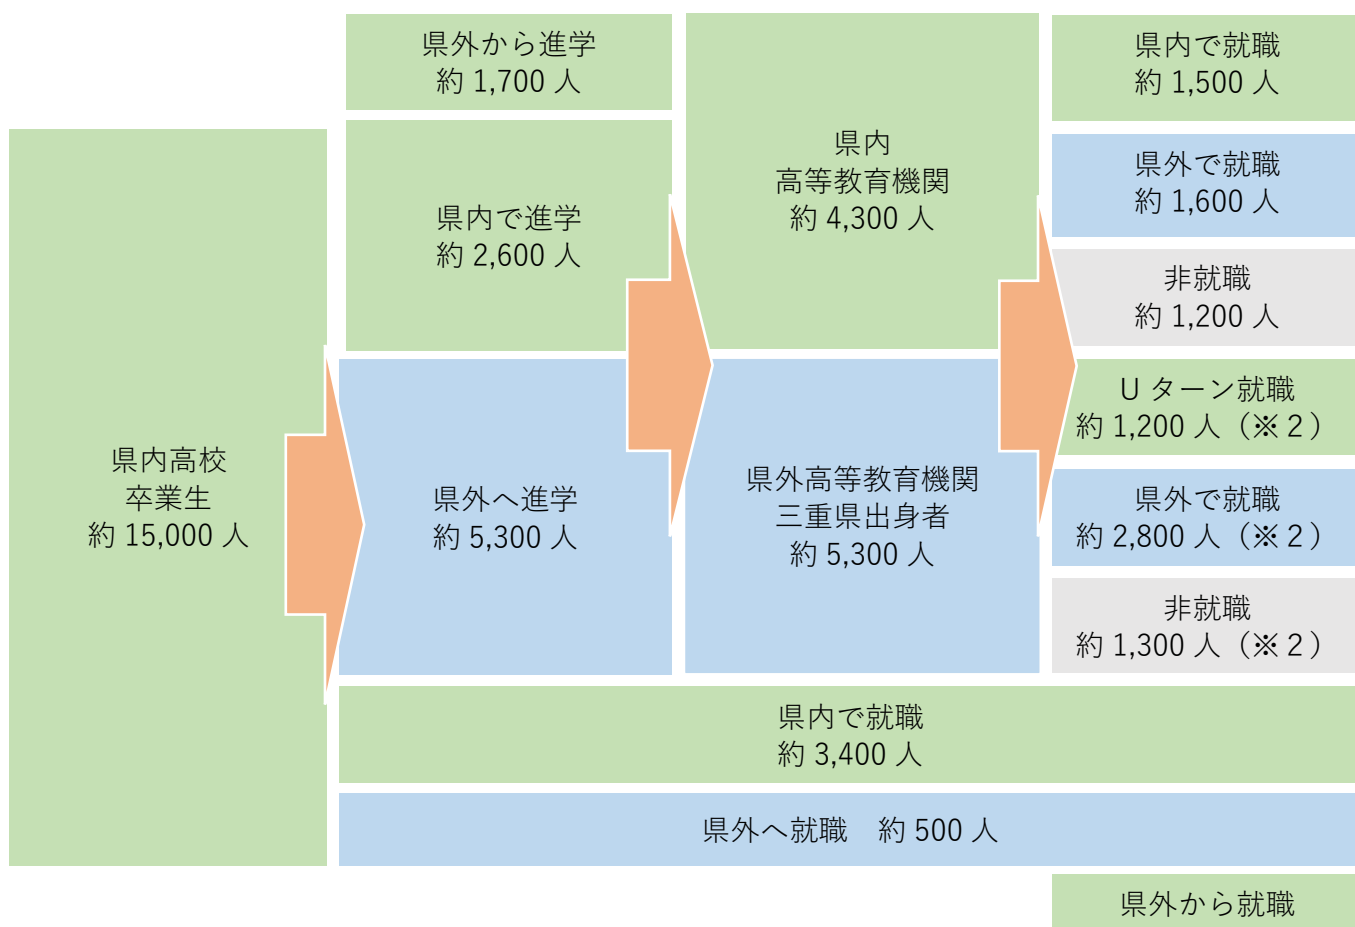 県内高校
卒業生
約 15,000 人
県外から進学
約 1,700 人
県内で進学
約 2,600 人
県外へ進学
約 5,300 人
県内
高等教育機関
約 4,300 人
県外高等教育機関
三重県出身者
約 5,300 人
県内で就職
約 1,500 人
県外で就職
約 1,600 人
非就職
約 1,200 人
U ターン就職
約 1,200 人（※２）
県外で就職
約 2,800 人（※２）
非就職
約 1,300 人（※２）
県内で就職
約 3,400 人
県外へ就職　約 500 人
県外から就職